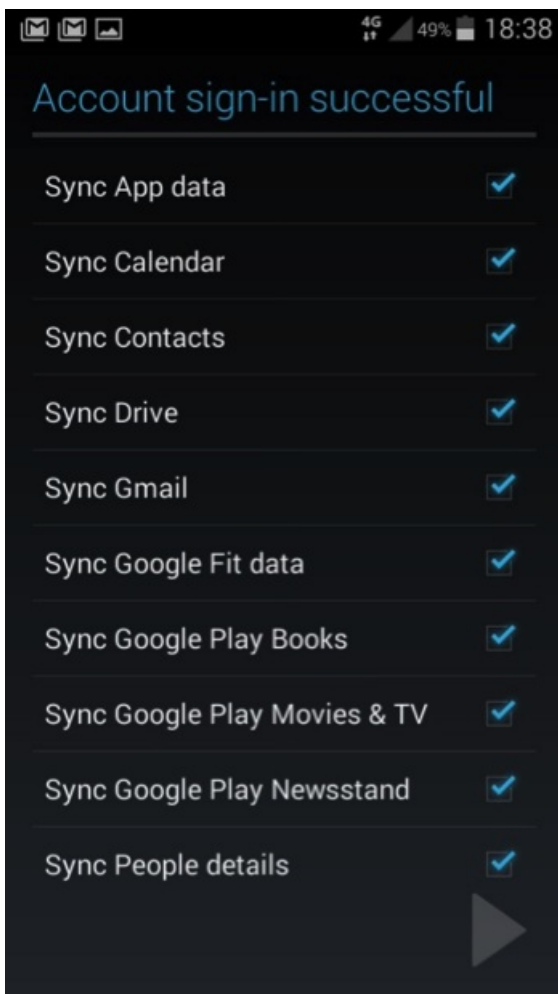 4G 49% 18:38
Account sign-in successful
Sync App data
Sync Calendar
Sync Contacts
Sync Drive
Sync Gmail
Sync Google Fit data
Sync Google Play Books
Sync Google Play Movies & TV
Sync Google Play Newsstand
Sync People details